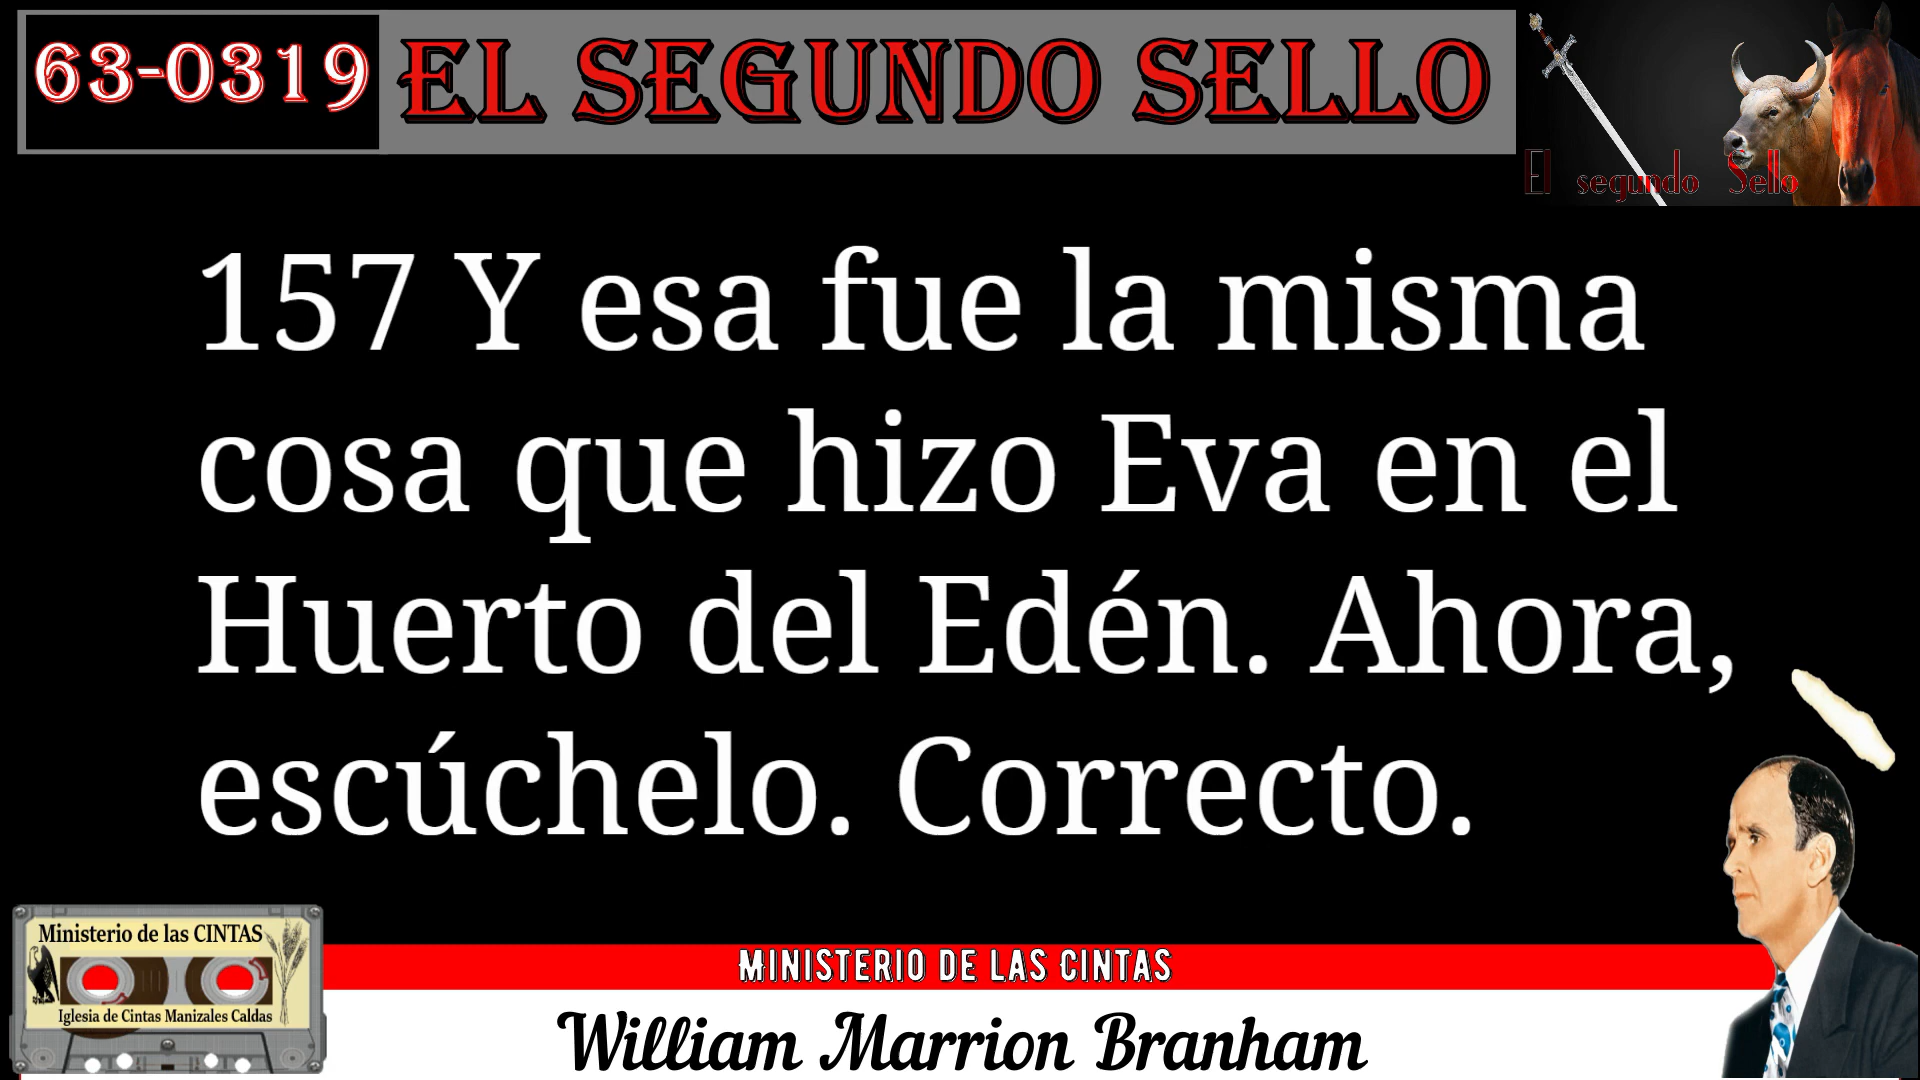 63-0319 EL SEGUNDO SELLO
El segundo Sello
157 Y esa fue la misma
cosa que hizo Eva en el
Huerto del Edén. Ahora,
escúchelo. Correcto.
Ministerio de las CINTAS
Iglesia de Cintas Manizales Caldas
MINISTERIO DE LAS CINTAS
William Marrion Branham